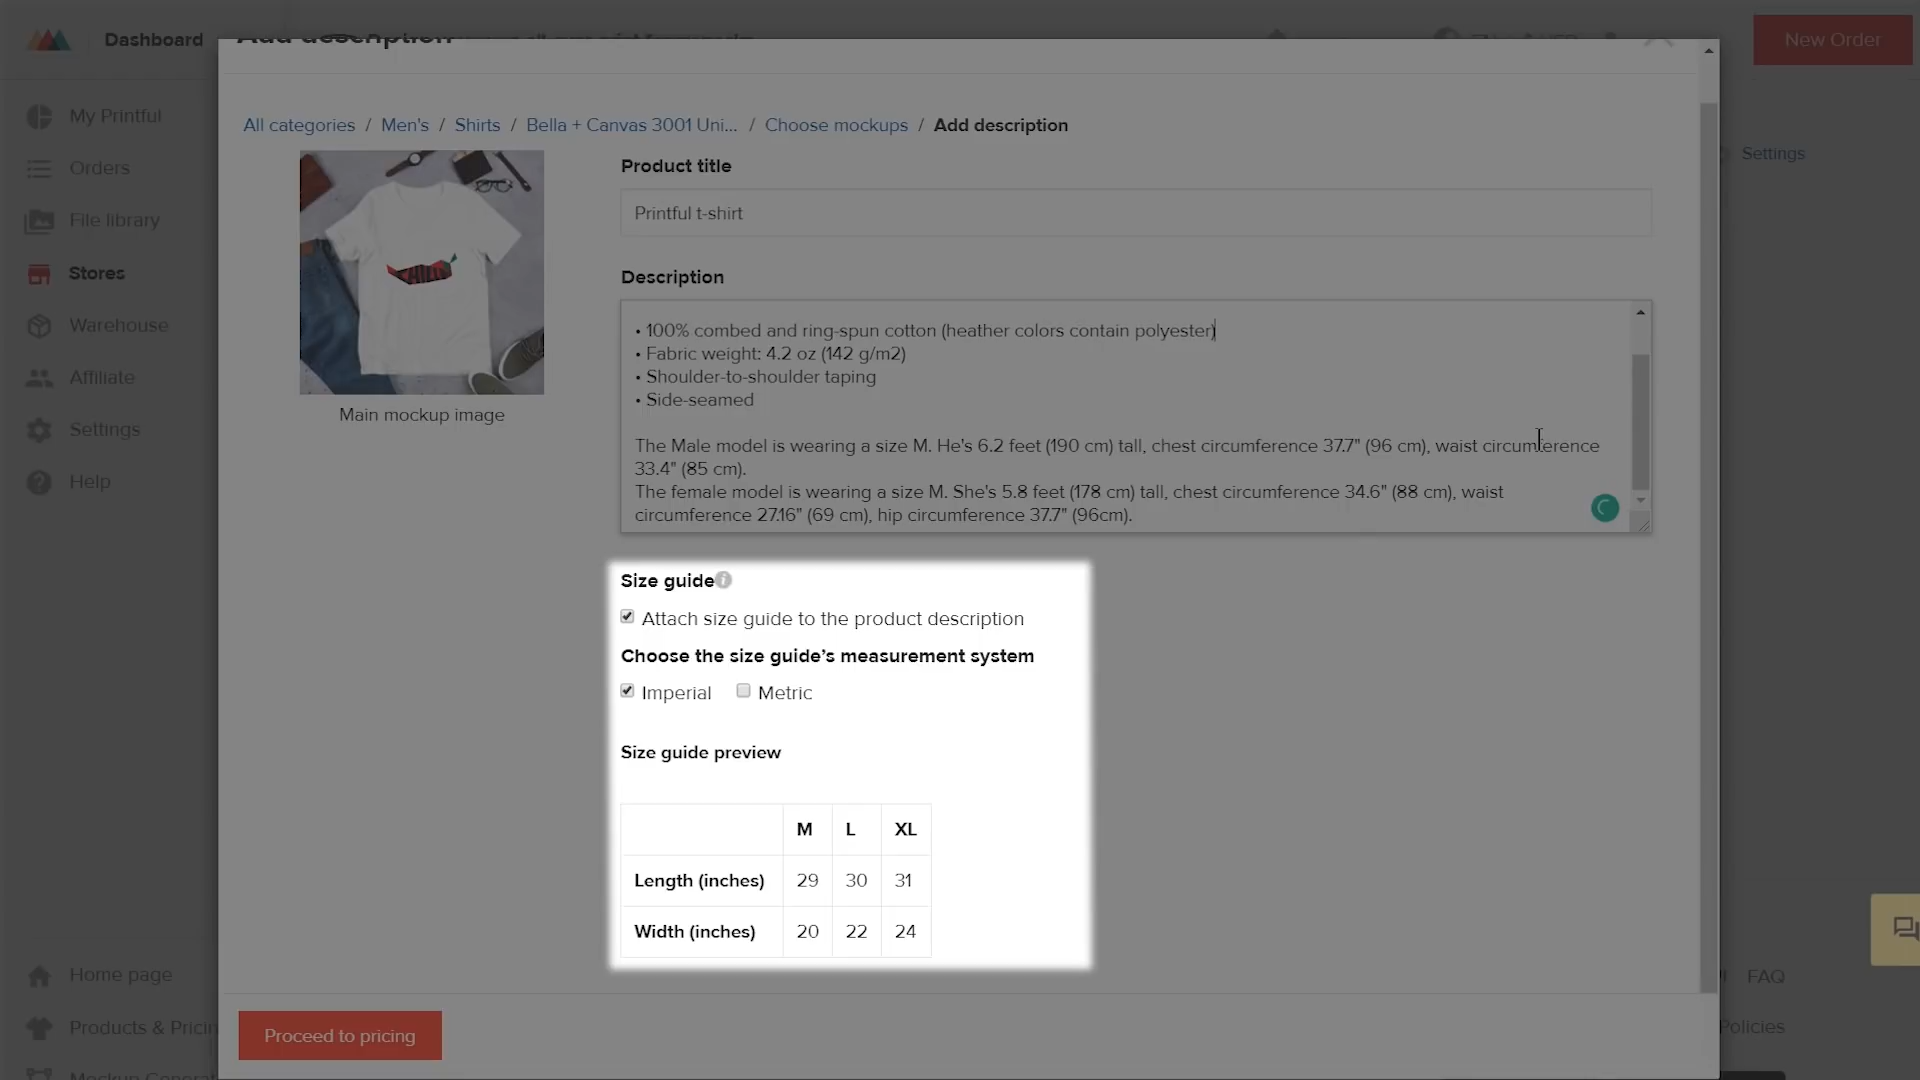 Dashboard
Add description
New Order
My Printful
Orders
File library
Stores
Warehouse
Affiliate
Settings
Help
Home page
Products & Pricin
All categories / Men's / Shirts / Bella + Canvas 3001 Uni... / Choose mockups / Add description
Main mockup image
Product title
Printful t-shirt
Description
• 100% combed and ring-spun cotton (heather colors contain polyester)
• Fabric weight: 4.2 oz (142 g/m2)
• Shoulder-to-shoulder taping
• Side-seamed
The Male model is wearing a size M. He's 6.2 feet (190 cm) tall, chest circumference 37.7" (96 cm), waist circumference
33.4" (85 cm).
The female model is wearing a size M. She's 5.8 feet (178 cm) tall, chest circumference 34.6" (88 cm), waist
circumference 27.16" (69 cm), hip circumference 37.7" (96cm).
Size guide
Attach size guide to the product description
Choose the size guide’s measurement system
Imperial Metric
Size guide preview
M L XL
Length (inches) 29 30 31
Width (inches) 20 22 24
Proceed to pricing
Settings
FAQ
Policies